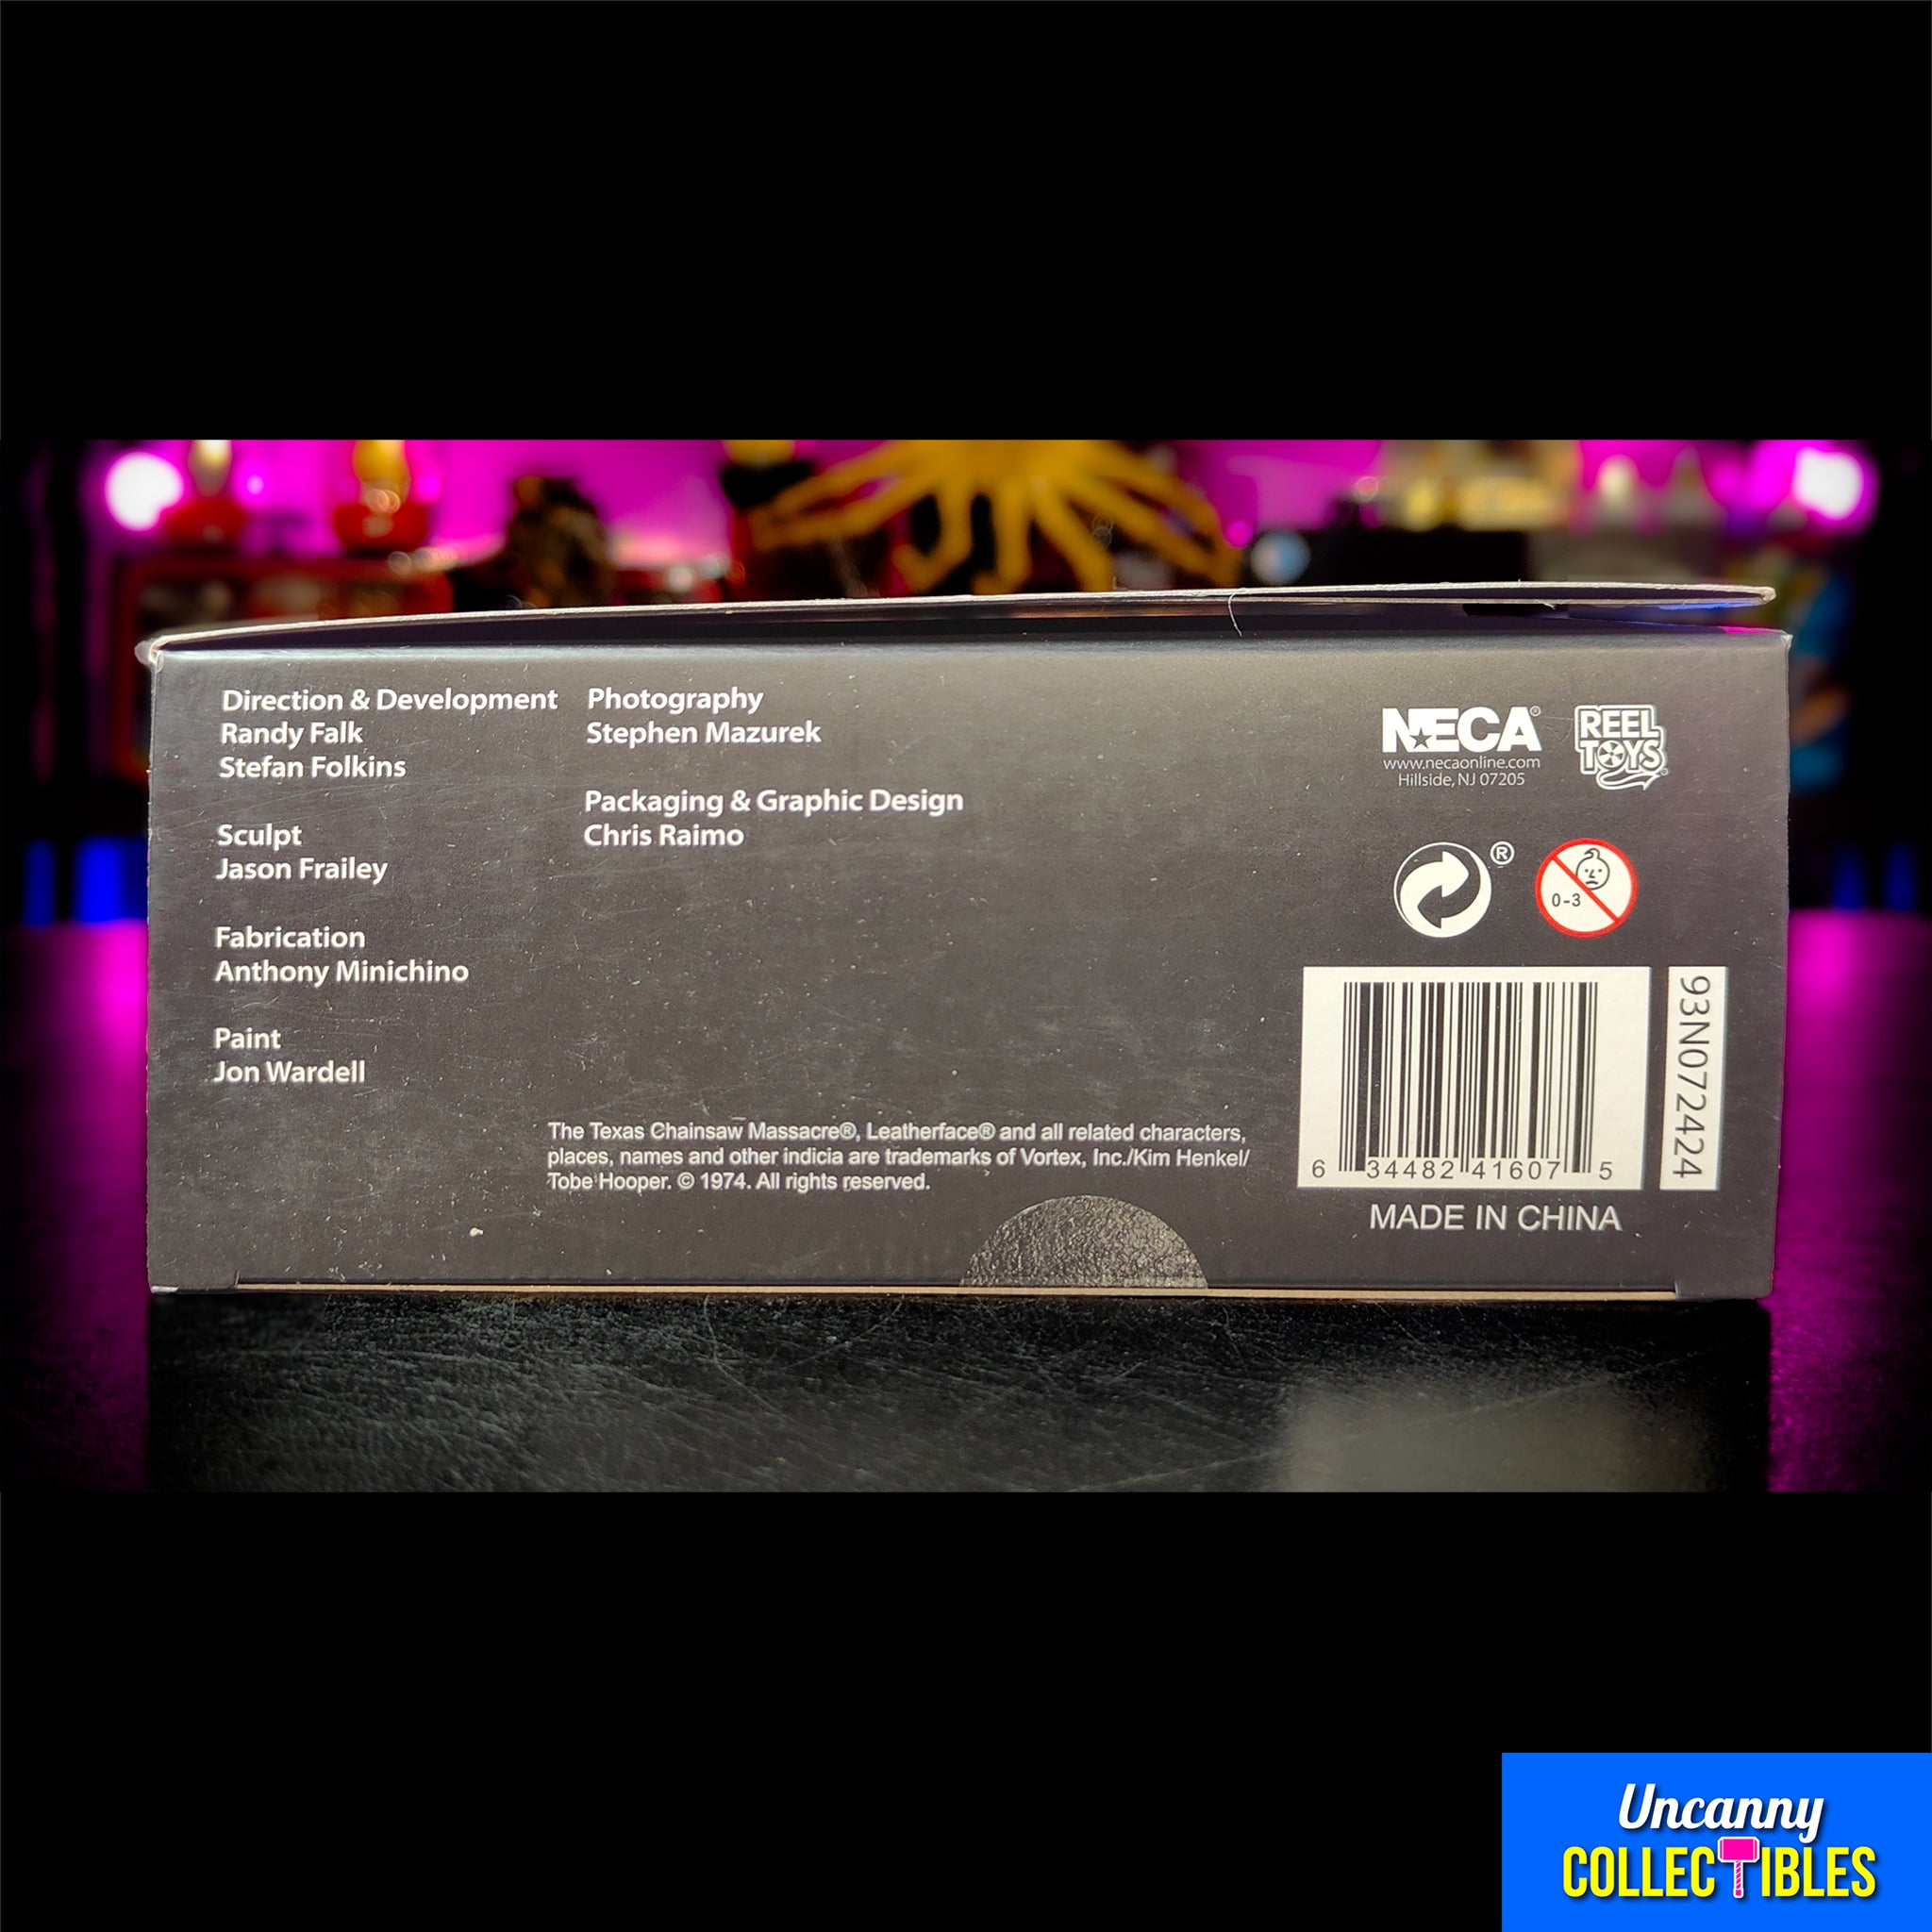 Direction & Development
Randy Falk
Stefan Folkins
Sculpt
Jason Frailey
Fabrication
Anthony Minichino
Paint
Jon Wardell
Photography
Stephen Mazurek
Packaging & Graphic Design
Chris Raimo
NECA®
www.necaonline.com
Hillside, NJ 07205
REEL
TOYS®
®
0-3
The Texas Chainsaw Massacre®, Leatherface® and all related characters,
places, names and other indicia are trademarks of Vortex, Inc./Kim Henkel/
Tobe Hooper. © 1974. All rights reserved.
6 34482 41607 5
93N072424
MADE IN CHINA
Uncanny
COLLECTIBLES